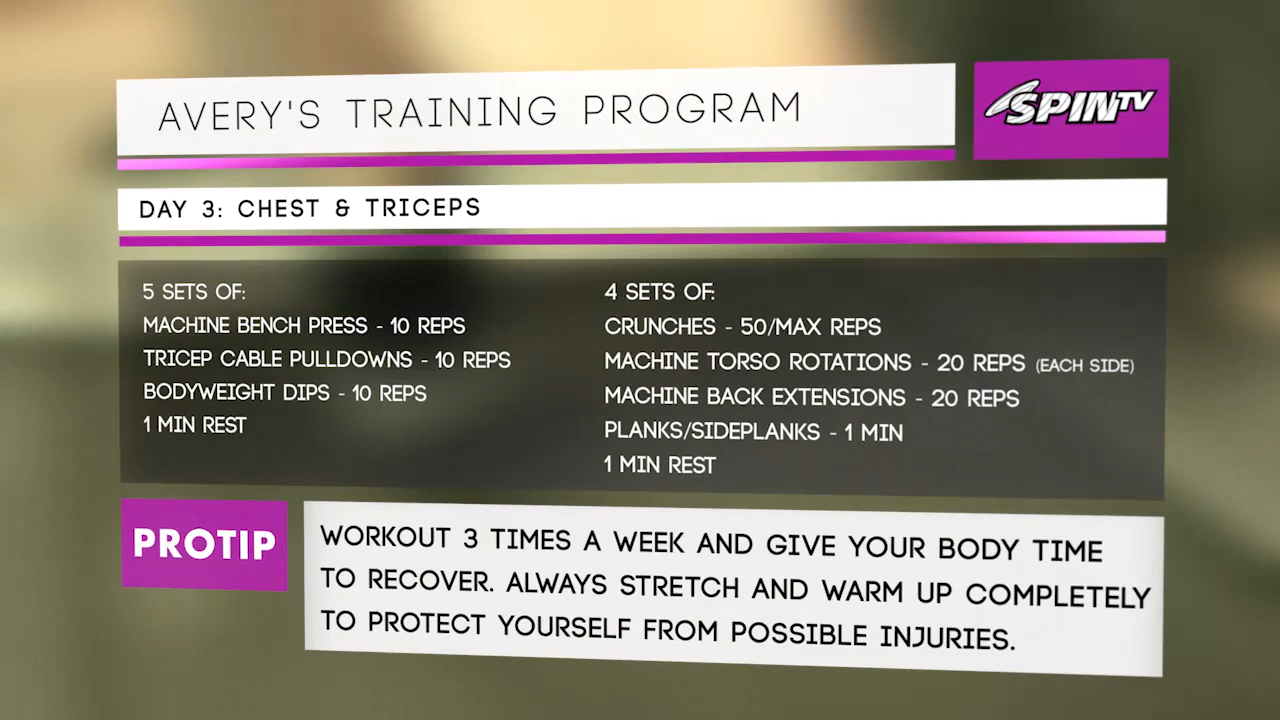 AVERY'S TRAINING PROGRAM
SPINTV
DAY 3: CHEST & TRICEPS
5 SETS OF:
MACHINE BENCH PRESS - 10 REPS
TRICEP CABLE PULLDOWNS - 10 REPS
BODYWEIGHT DIPS - 10 REPS
1 MIN REST
4 SETS OF:
CRUNCHES - 50/MAX REPS
MACHINE TORSO ROTATIONS - 20 REPS (EACH SIDE)
MACHINE BACK EXTENSIONS - 20 REPS
PLANKS/SIDEPLANKS - 1 MIN
1 MIN REST
PROTIP
WORKOUT 3 TIMES A WEEK AND GIVE YOUR BODY TIME
TO RECOVER. ALWAYS STRETCH AND WARM UP COMPLETELY
TO PROTECT YOURSELF FROM POSSIBLE INJURIES.